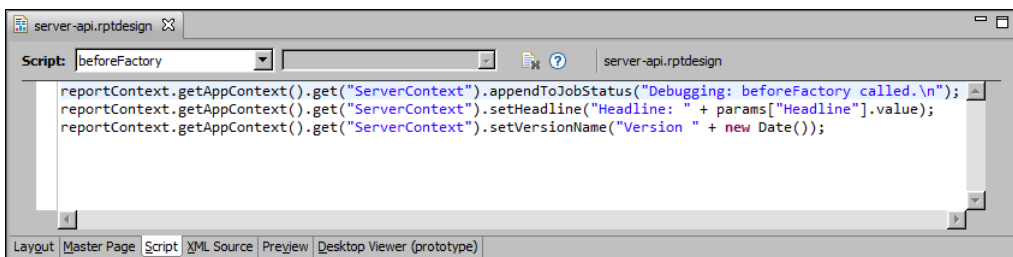 server-api.rptdesign
Script: beforeFactory server-api.rptdesign
reportContext.getAppContext().get("ServerContext").appendToJobStatus("Debugging: beforeFactory called.\n");
reportContext.getAppContext().get("ServerContext").setHeadline("Headline: " + params["Headline"].value);
reportContext.getAppContext().get("ServerContext").setVersionName("Version " + new Date());
Layout Master Page Script XML Source Preview Desktop Viewer (prototype)